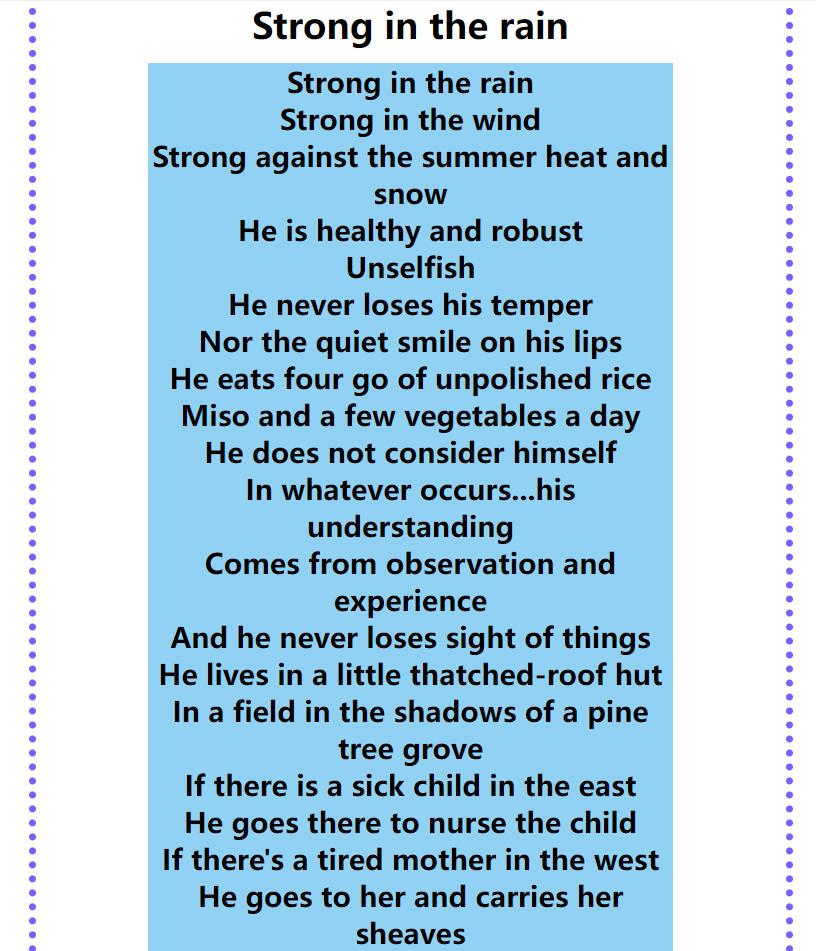 Strong in the rain
Strong in the rain
Strong in the wind
Strong against the summer heat and
snow
He is healthy and robust
Unselfish
He never loses his temper
Nor the quiet smile on his lips
He eats four go of unpolished rice
Miso and a few vegetables a day
He does not consider himself
In whatever occurs...his
understanding
Comes from observation and
experience
And he never loses sight of things
He lives in a little thatched-roof hut
In a field in the shadows of a pine
tree grove
If there is a sick child in the east
He goes there to nurse the child
If there's a tired mother in the west
He goes to her and carries her
sheaves